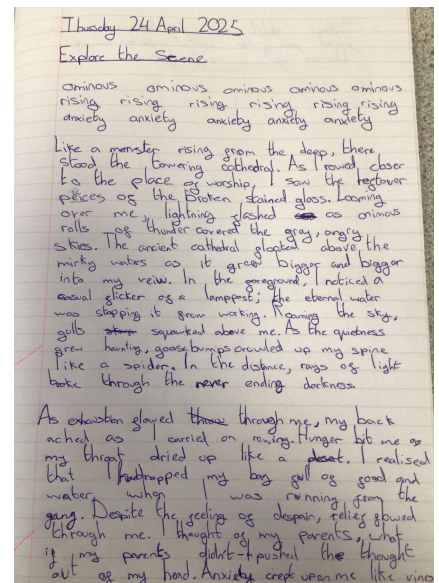 Thursday 24 April 2025
Explore the Scene
ominous ominous ominous ominous ominous
rising rising rising, rising, rising rising
anxiety anxiety anxiety anxiety anxiety
Like a monster rising from the deep, there
stood the towering cathedral. As I rowed closer
to the place of worship, I saw the leftover
peices of the broken stained glass. Looming
over me, lightning flashed as onimas
rolls of thunder covered the gray, angry
skies. The ancient cathedral gloated above the
mirky waters as it grew bigger and bigger
into my veiw. In the foreground, I noticed a
casual flicker of a lamppost; the eternal water
was stopping it from working. Roaming the sky,
gulls squawked above me. As the quietness
grew haunting, goosebumps crawled up my spine
like a spider. In the distance, rays of light
broke through the never ending darkness.
As exhaustion flowed through me, my back
ached as I carried on rowing. Hunger bit me as
my throat dried up like a desert. I realised
that I had dropped my bag full of food and
water when I was running from the
gang. Despite the feeling of despair, relief flowed
through me. I thought of my parents, what
if my parents didn't-I pushed the thought
out of my head. Anxiety crept upon me like vines